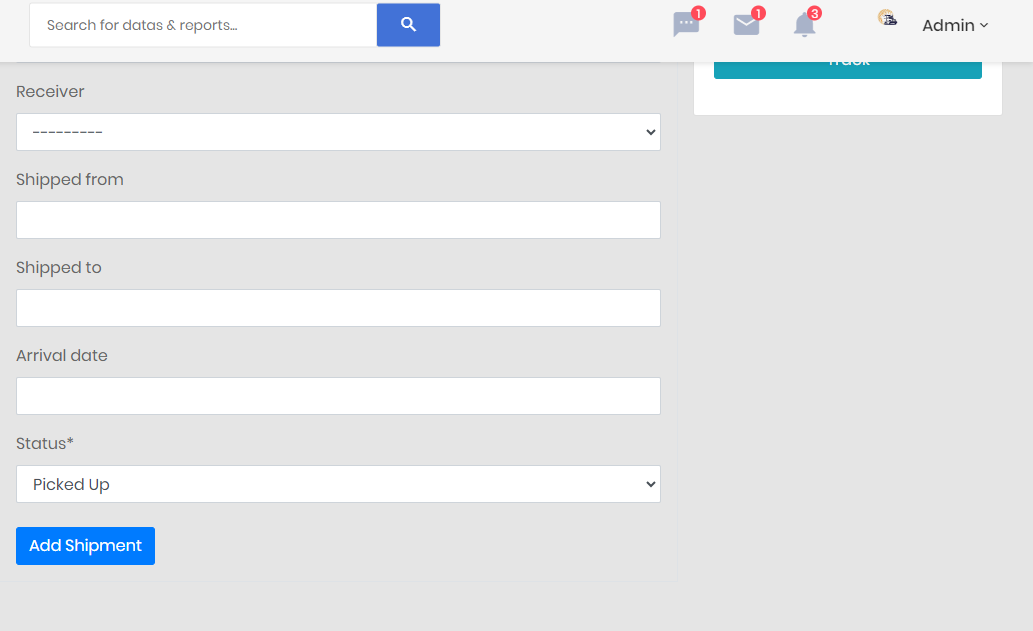 Search for datas & reports...
1
1
3
Admin
Track
Receiver
---------
Shipped from
Shipped to
Arrival date
Status*
Picked Up
Add Shipment